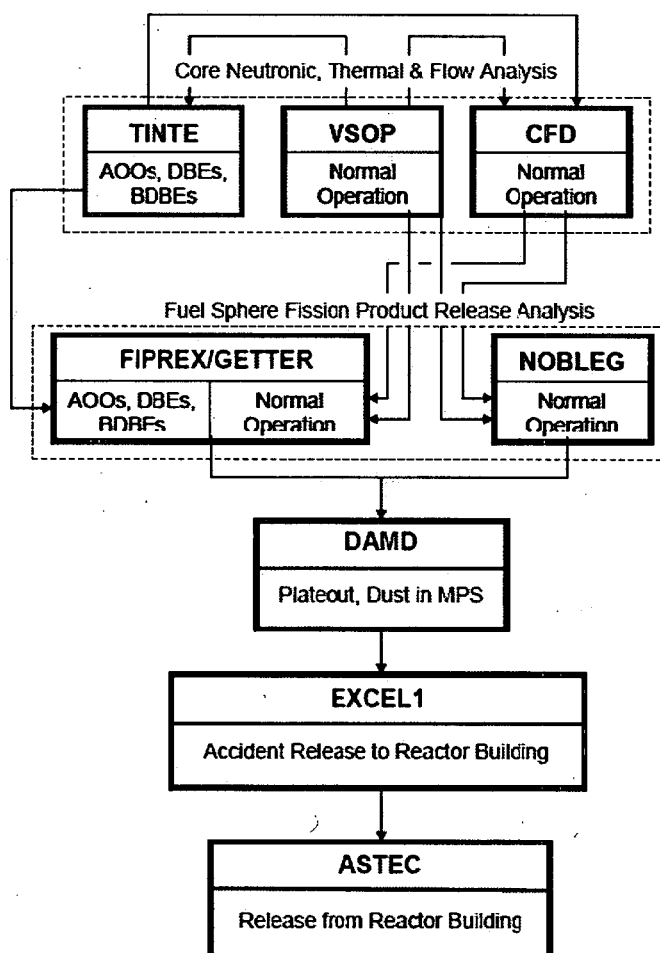 Core Neutronic, Thermal & Flow Analysis
TINTE
AOOs, DBEs,
BDBEs
VSOP
Normal
Operation
CFD
Normal
Operation
Fuel Sphere Fission Product Release Analysis
FIPREX/GETTER
AOOs, DBEs,
BDBEs
Normal
Operation
NOBLEG
Normal
Operation
DAMD
Plateout, Dust in MPS
EXCEL1
Accident Release to Reactor Building
ASTEC
Release from Reactor Building